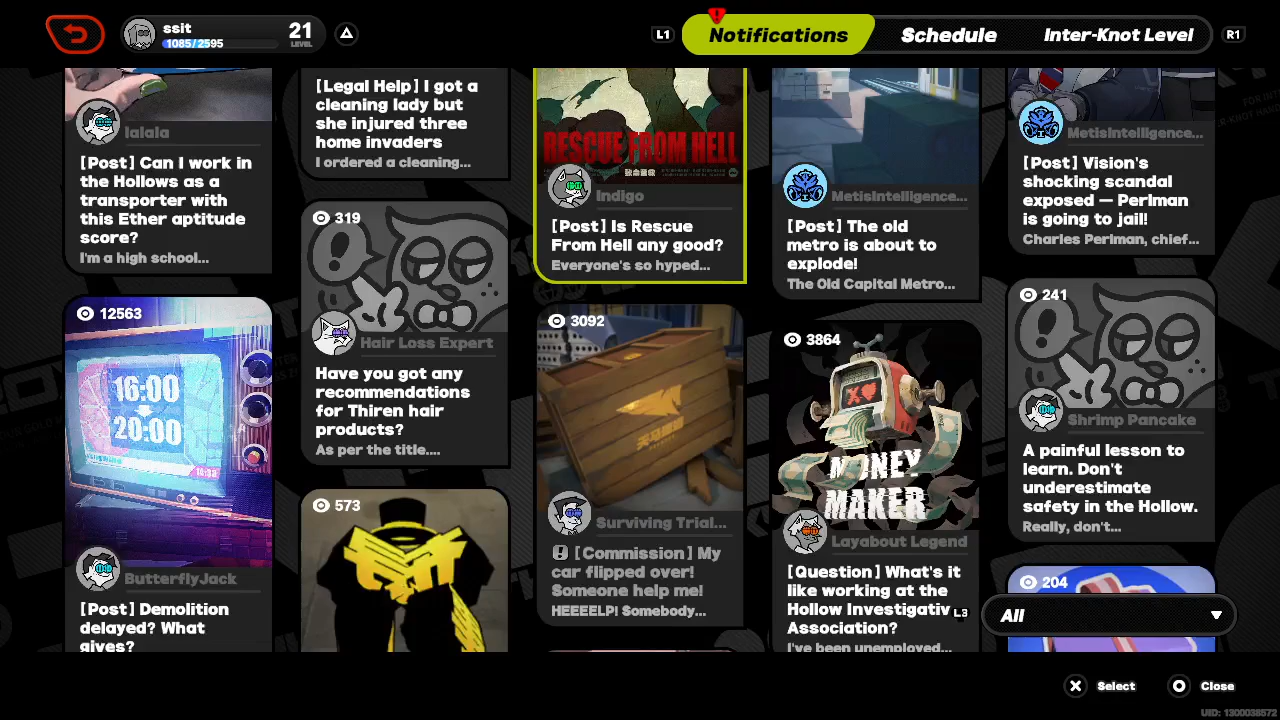 ssit
1085/2595
21
LEVEL
L1
Notifications
Schedule
Inter-Knot Level
R1
lalala
[Post] Can I work in
the Hollows as a
transporter with
this Ether aptitude
score?
I'm a high school...
12563
16:00
20:00
ButterflyJack
[Post] Demolition
delayed? What
gives?
[Legal Help] I got a
cleaning lady but
she injured three
home invaders
I ordered a cleaning...
319
Hair Loss Expert
Have you got any
recommendations
for Thiren hair
products?
As per the title....
573
RESCUE FROM HELL
Indigo
[Post] Is Rescue
From Hell any good?
Everyone's so hyped...
3092
Surviving Trial...
[Commission] My
car flipped over!
Someone help me!
HEEEELP! Somebody...
MetisIntelligence...
[Post] The old
metro is about to
explode!
The Old Capital Metro...
3864
MONEY
MAKER
Layabout Legend
[Question] What's it
like working at the
Hollow Investigativ
Association?
I've been unemployed...
MetisIntelligence...
[Post] Vision's
shocking scandal
exposed — Perlman
is going to jail!
Charles Perlman, chief...
241
Shrimp Pancake
A painful lesson to
learn. Don't
underestimate
safety in the Hollow.
Really, don't...
204
L3
All
Select
Close
UID: 1300038572